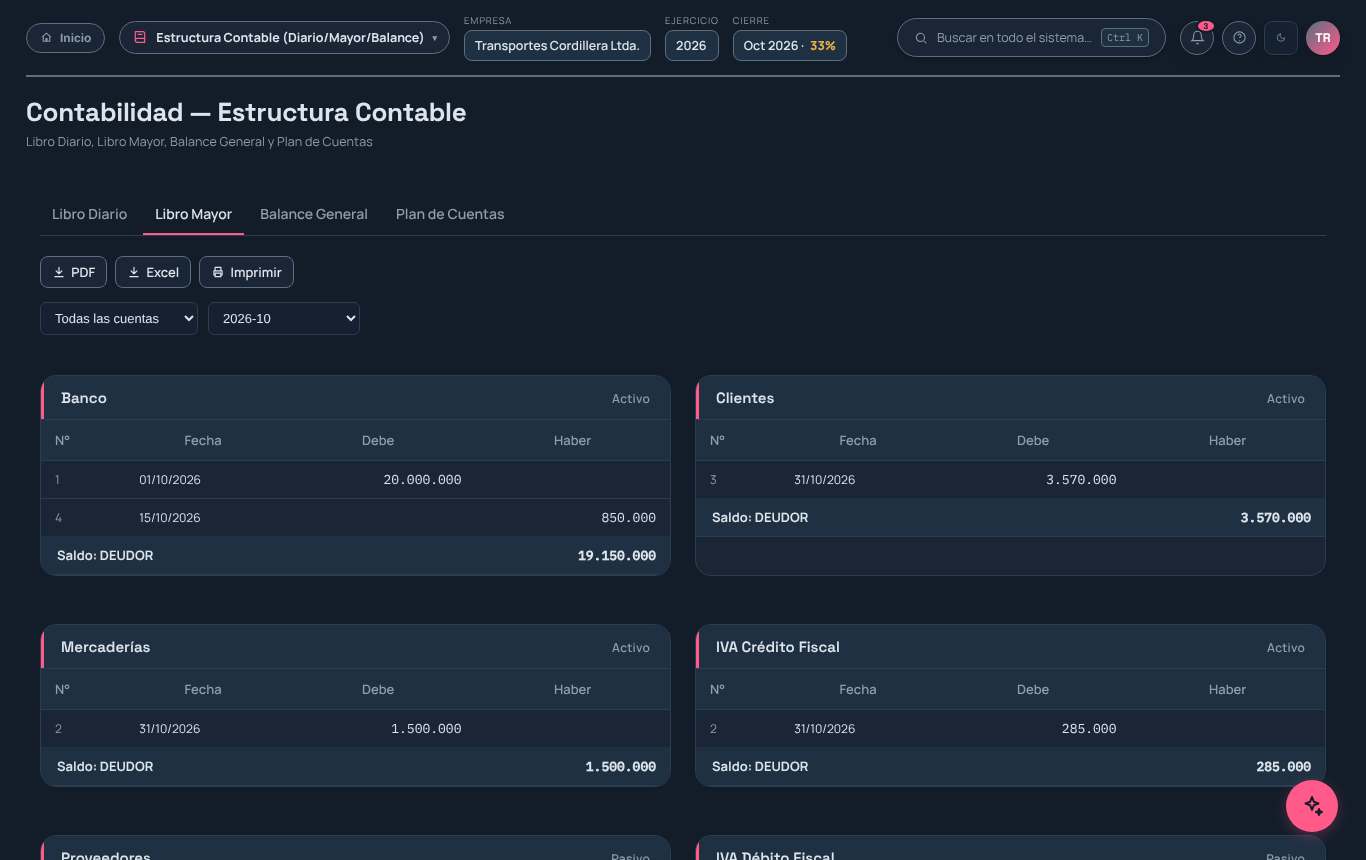 Inicio
Estructura Contable (Diario/Mayor/Balance) ▾
EMPRESA
Transportes Cordillera Ltda.
EJERCICIO
2026
CIERRE
Oct 2026 · 33%
Buscar en todo el sistema... Ctrl K
3
TR
Contabilidad — Estructura Contable
Libro Diario, Libro Mayor, Balance General y Plan de Cuentas
Libro Diario Libro Mayor Balance General Plan de Cuentas
PDF Excel Imprimir
Todas las cuentas 2026-10
Banco Activo
N° Fecha Debe Haber
1 01/10/2026 20.000.000
4 15/10/2026 850.000
Saldo: DEUDOR 19.150.000
Clientes Activo
N° Fecha Debe Haber
3 31/10/2026 3.570.000
Saldo: DEUDOR 3.570.000
Mercaderías Activo
N° Fecha Debe Haber
2 31/10/2026 1.500.000
Saldo: DEUDOR 1.500.000
IVA Crédito Fiscal Activo
N° Fecha Debe Haber
2 31/10/2026 285.000
Saldo: DEUDOR 285.000
Proveedores Pasivo
IVA Débito Fiscal Pasivo